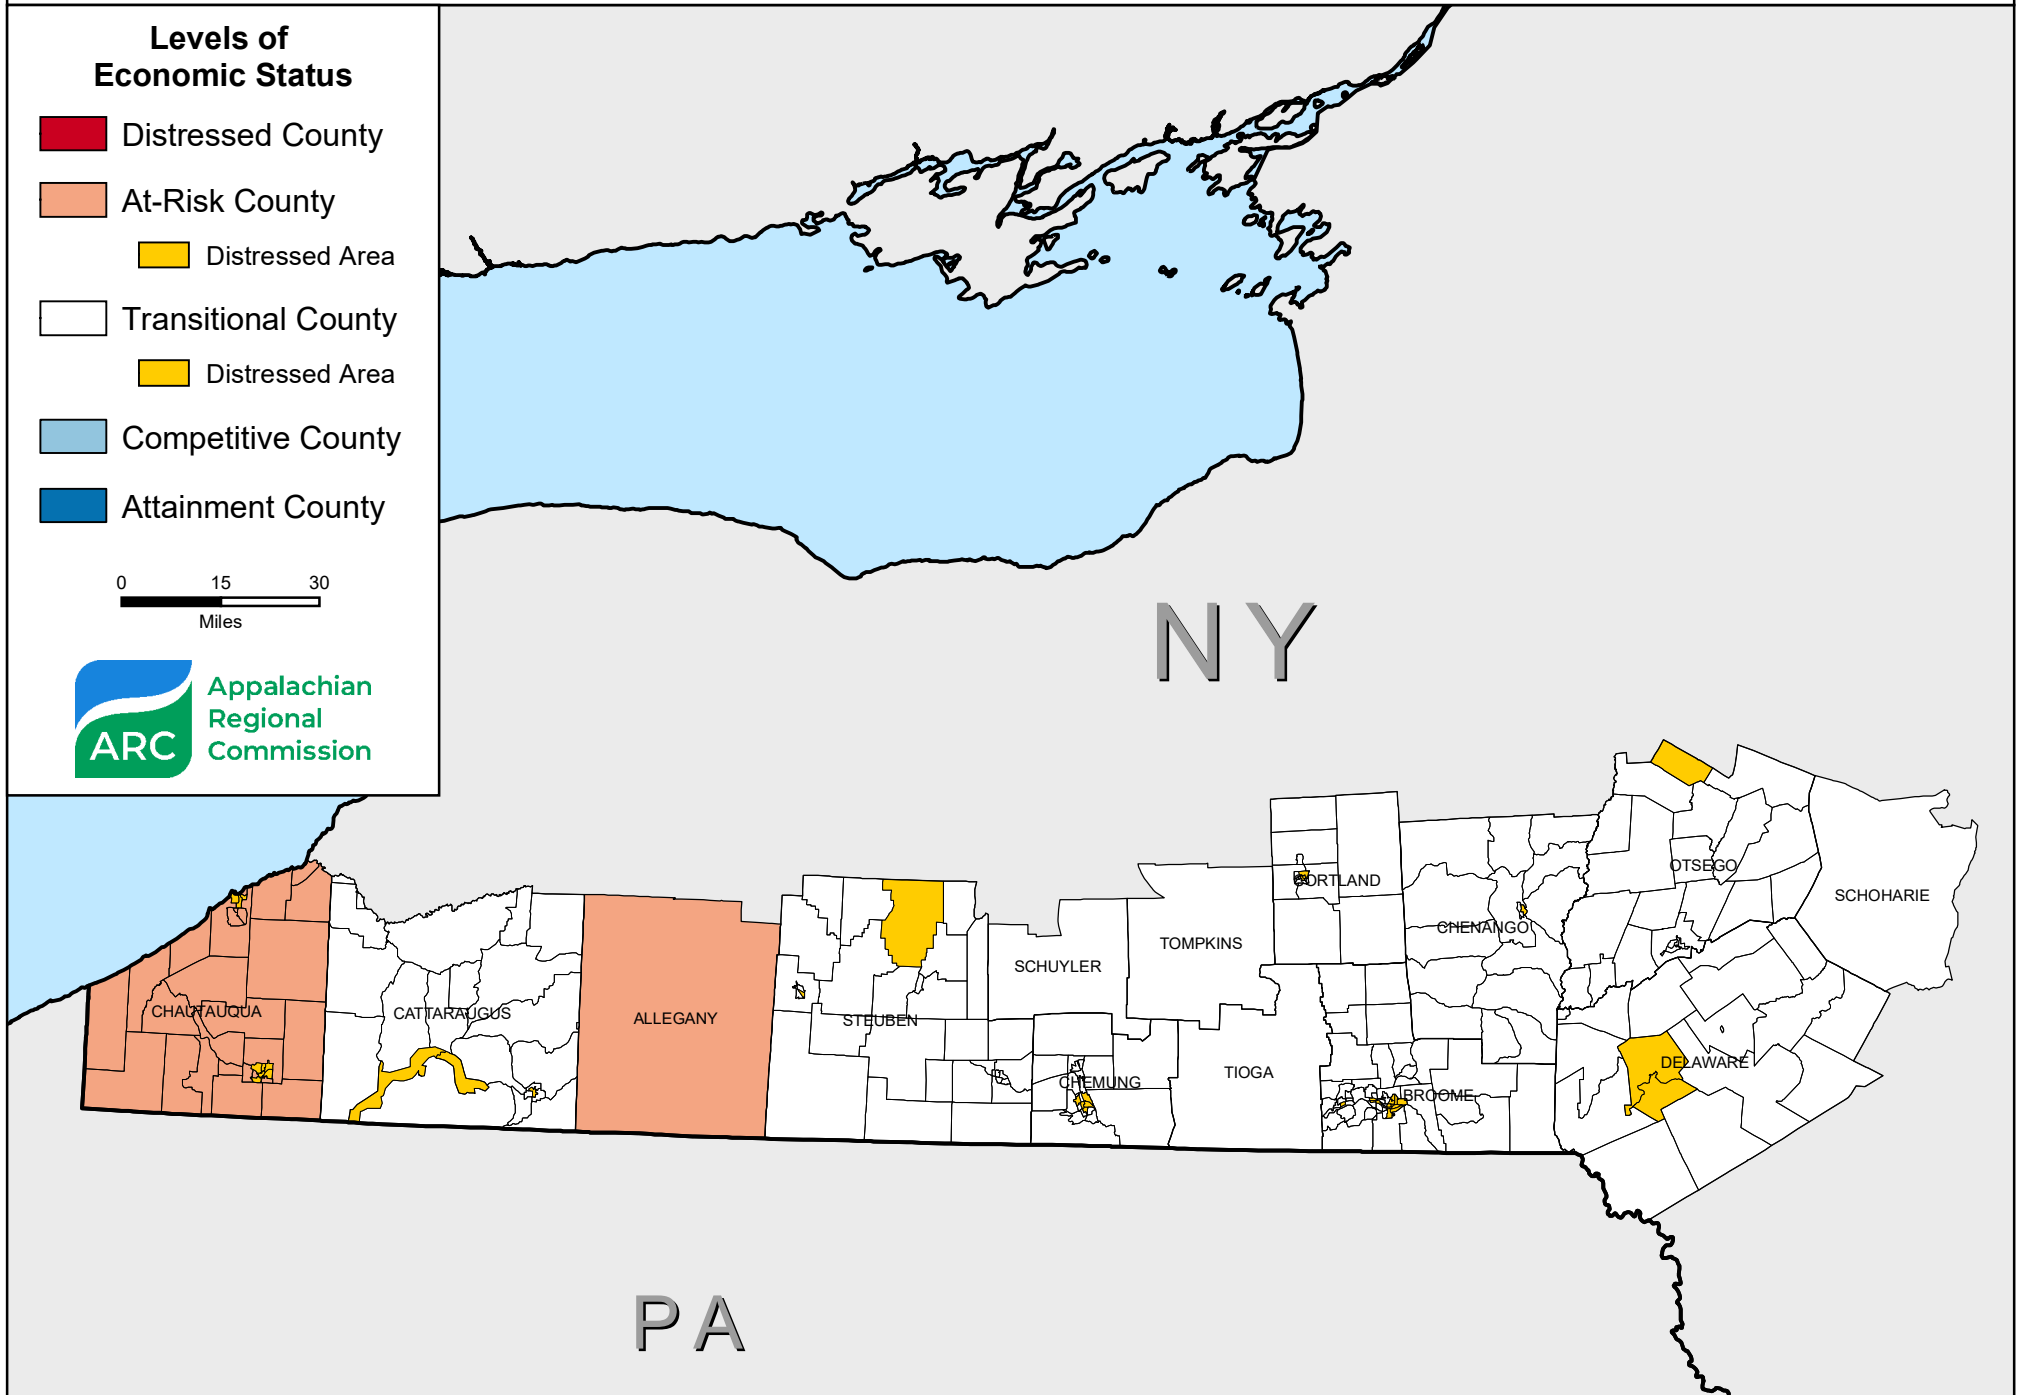 Levels of
Economic Status
Distressed County
At-Risk County
Distressed Area
Transitional County
Distressed Area
Competitive County
Attainment County
0 15 30
Miles
ARC
Appalachian
Regional
Commission
NY
OTSEGO
CORTLAND
SCHOHARIE
CHENANGO
TOMPKINS
SCHUYLER
CHAUTAUQUA
CATTARAUGUS
ALLEGANY
STEUBEN
DELAWARE
TIOGA
CHEMUNG
BROOME
PA